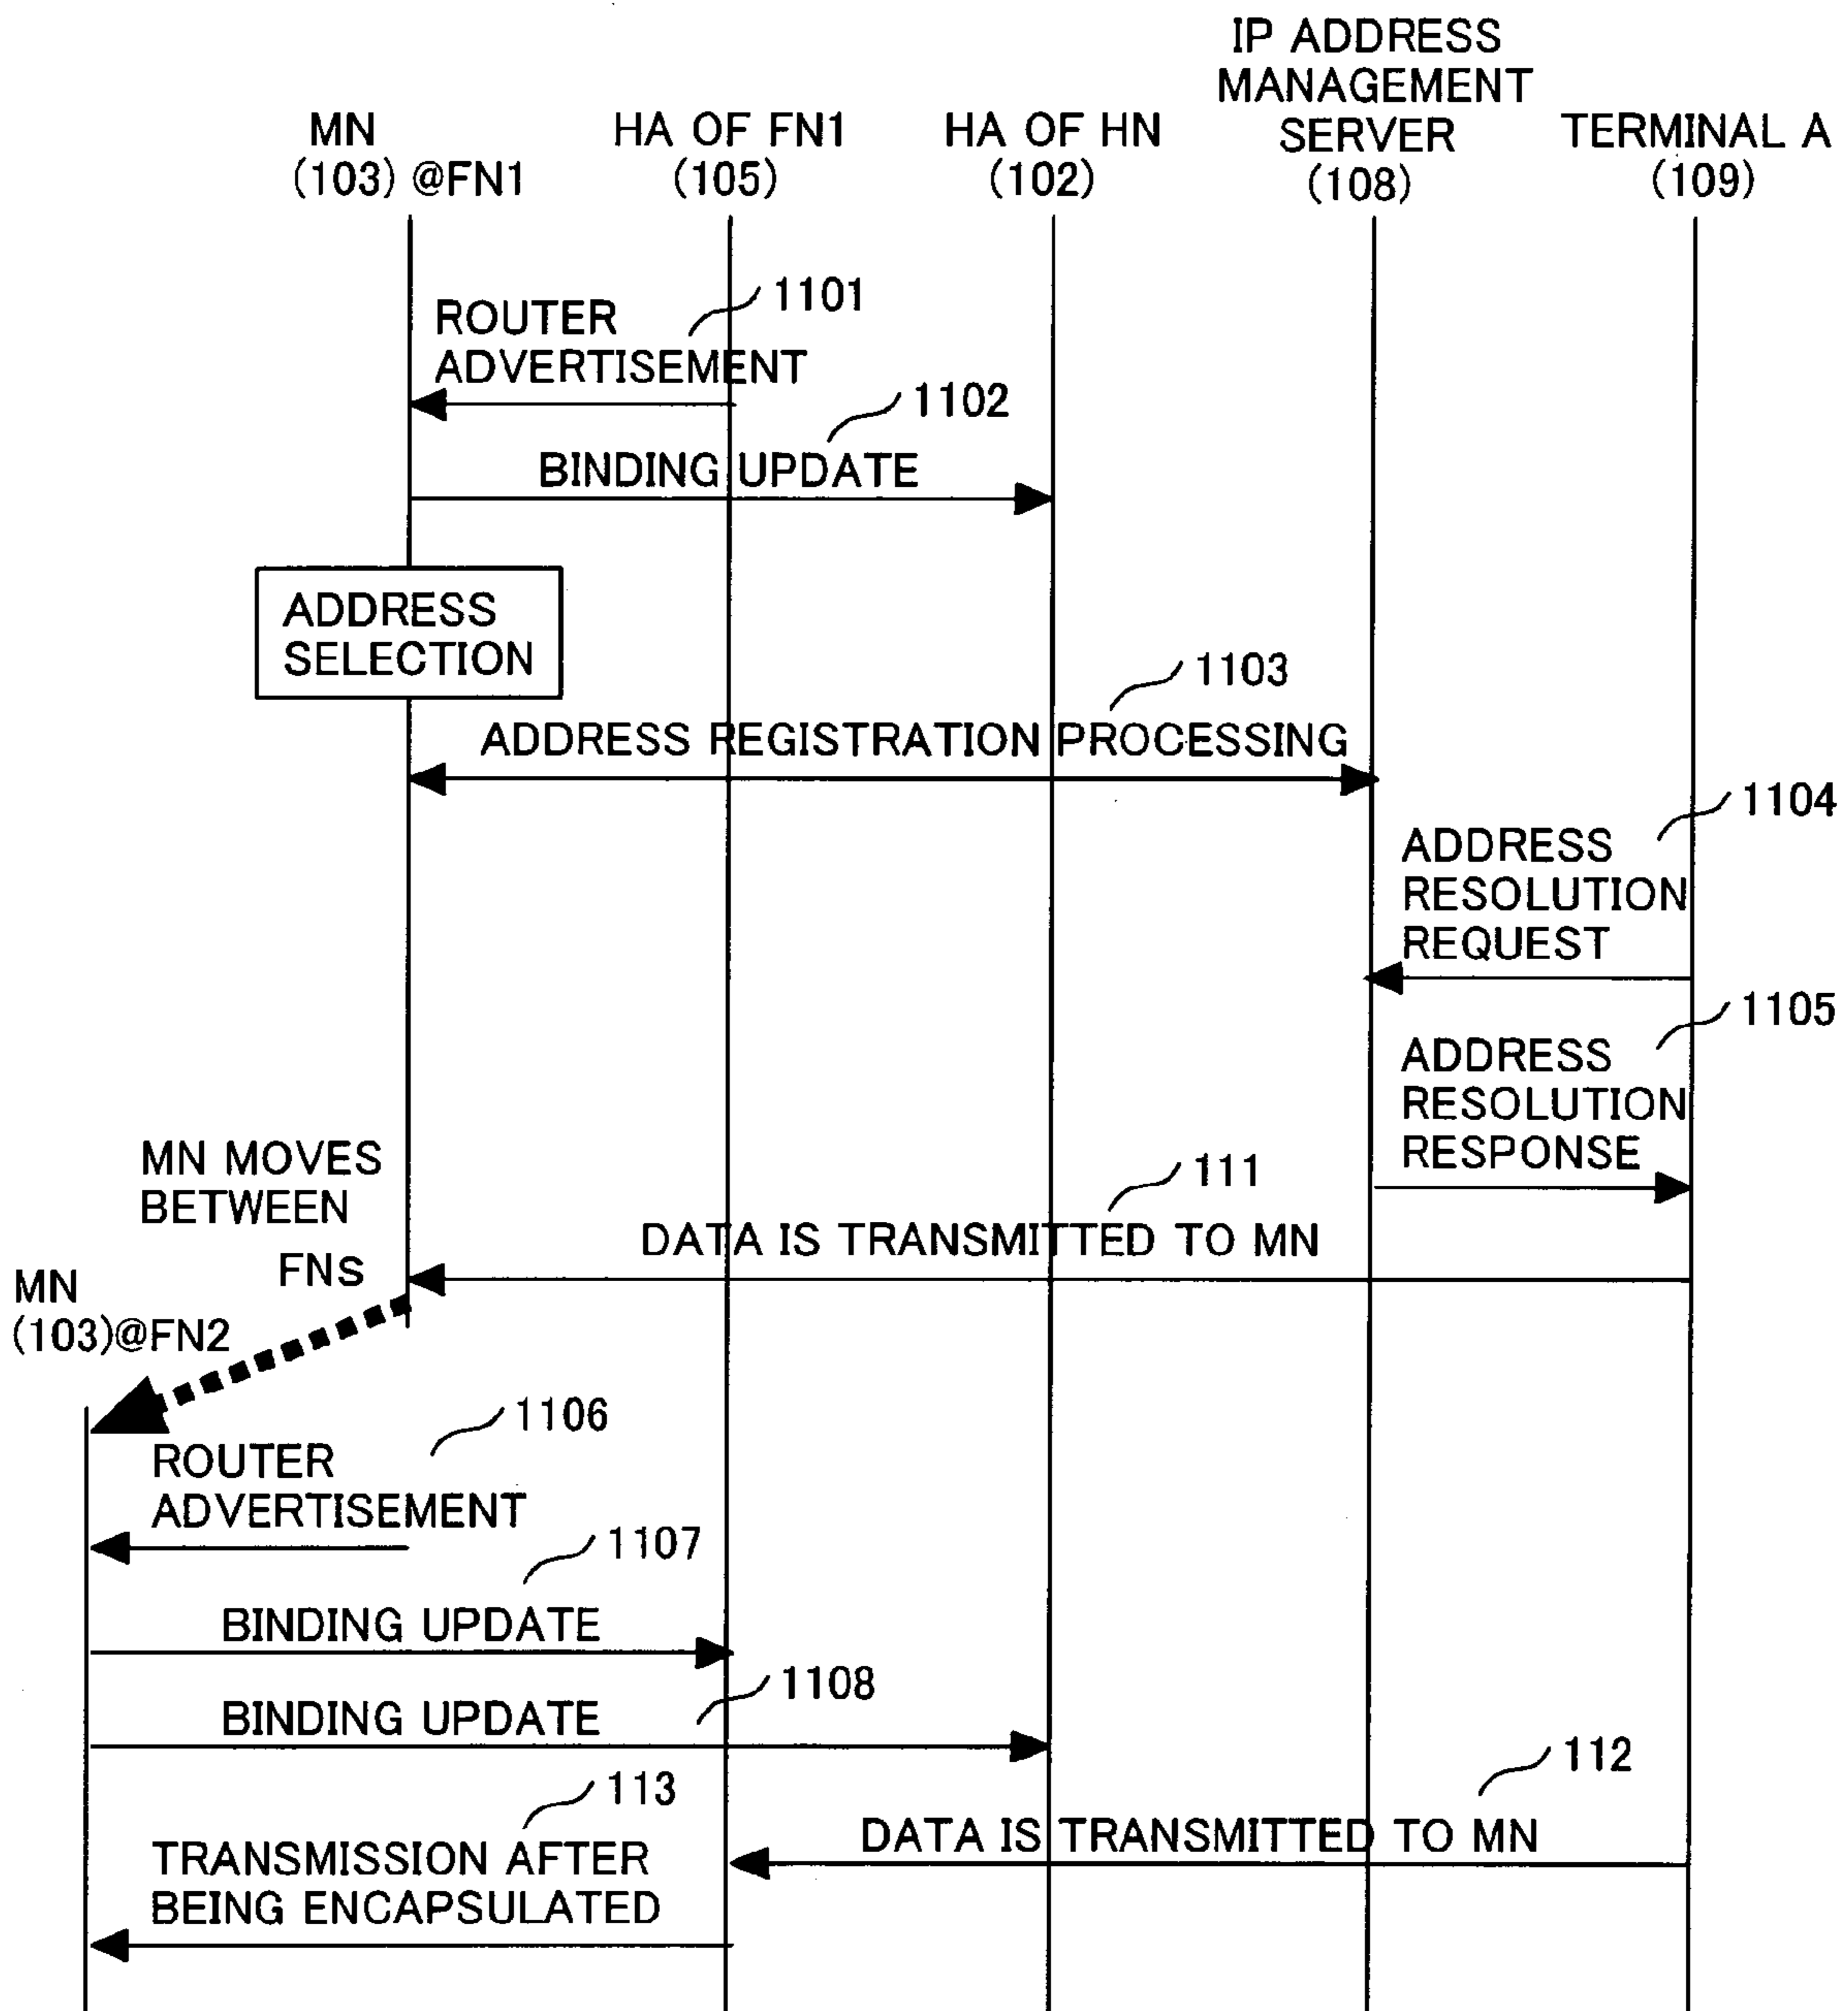 IP ADDRESS
MANAGEMENT
SERVER
(108)
MN
(103) @FN1
HA OF FN1
(105)
HA OF HN
(102)
TERMINAL A
(109)
1101
ROUTER
ADVERTISEMENT
1102
BINDING UPDATE
ADDRESS
SELECTION
1103
ADDRESS REGISTRATION PROCESSING
1104
ADDRESS
RESOLUTION
REQUEST
1105
ADDRESS
RESOLUTION
RESPONSE
MN MOVES
BETWEEN
FNs
111
DATA IS TRANSMITTED TO MN
MN
(103)@FN2
1106
ROUTER
ADVERTISEMENT
1107
BINDING UPDATE
1108
BINDING UPDATE
112
DATA IS TRANSMITTED TO MN
113
TRANSMISSION AFTER
BEING ENCAPSULATED